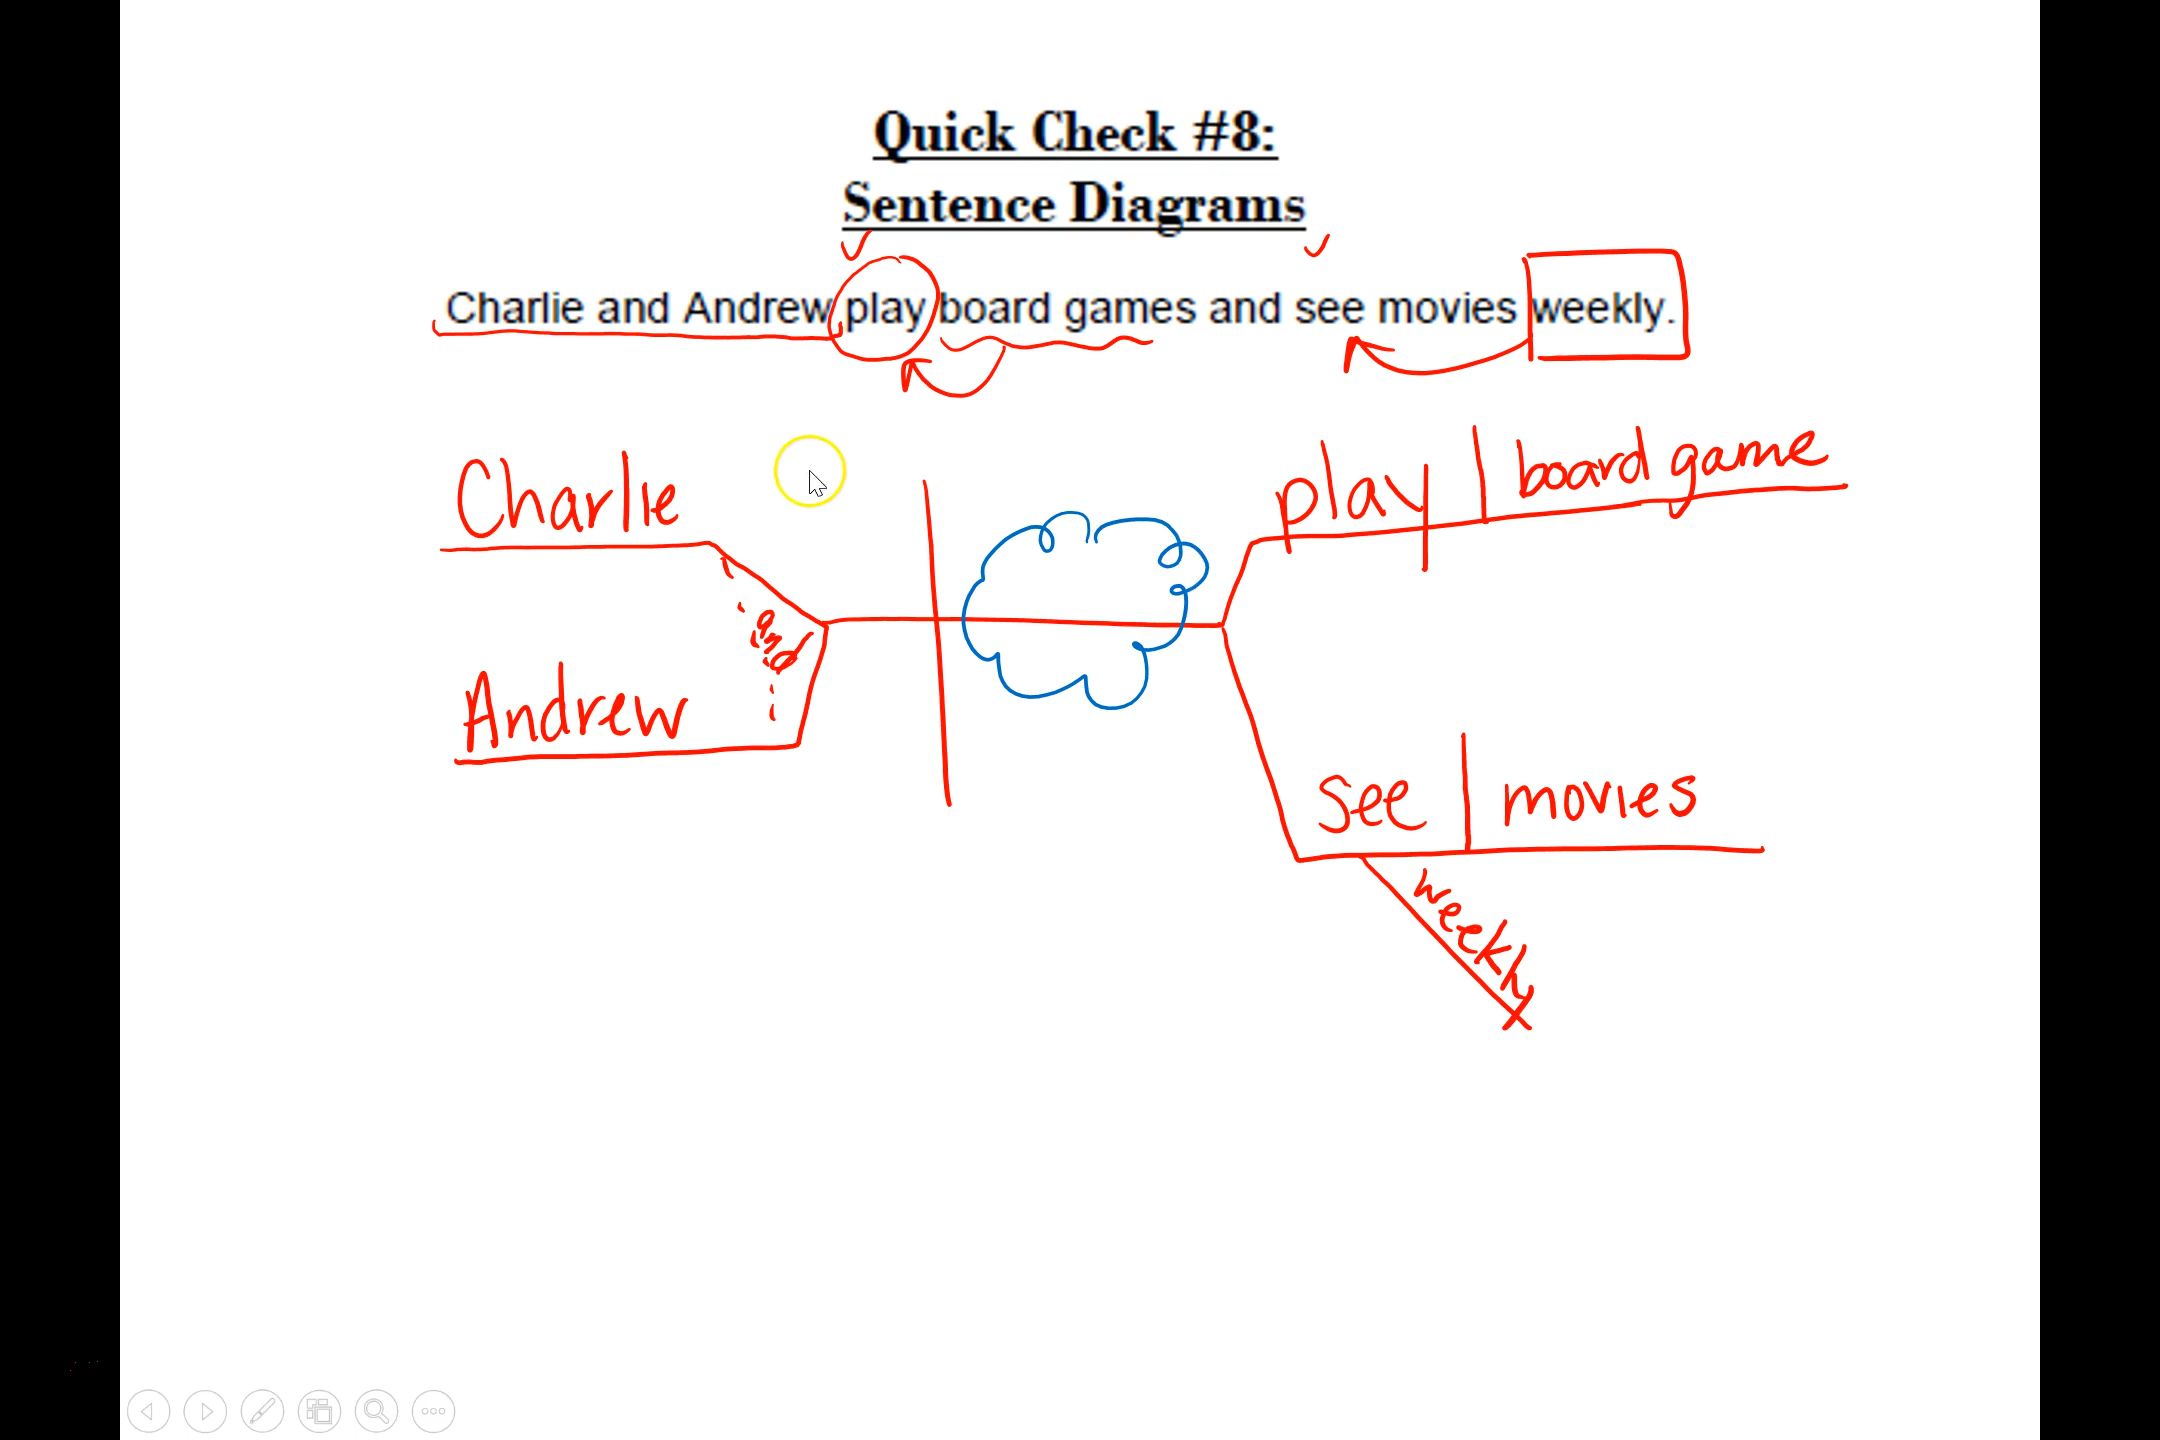 Quick Check #8:
Sentence Diagrams
Charlie and Andrew play board games and see movies weekly.
Charlie
and
Andrew
play board game
see movies
weekly